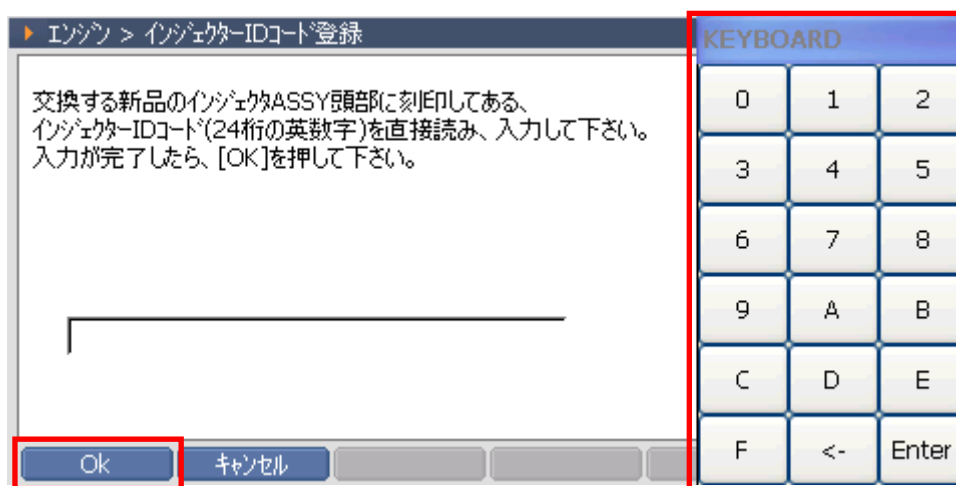 エンジン > インジェクターIDコード登録
交換する新品のインジェクタASSY頭部に刻印してある、
インジェクターIDコード(24桁の英数字)を直接読み、入力して下さい。
入力が完了したら、[OK]を押して下さい。
Ok
キャンセル
KEYBOARD
0 1 2
3 4 5
6 7 8
9 A B
C D E
F <- Enter